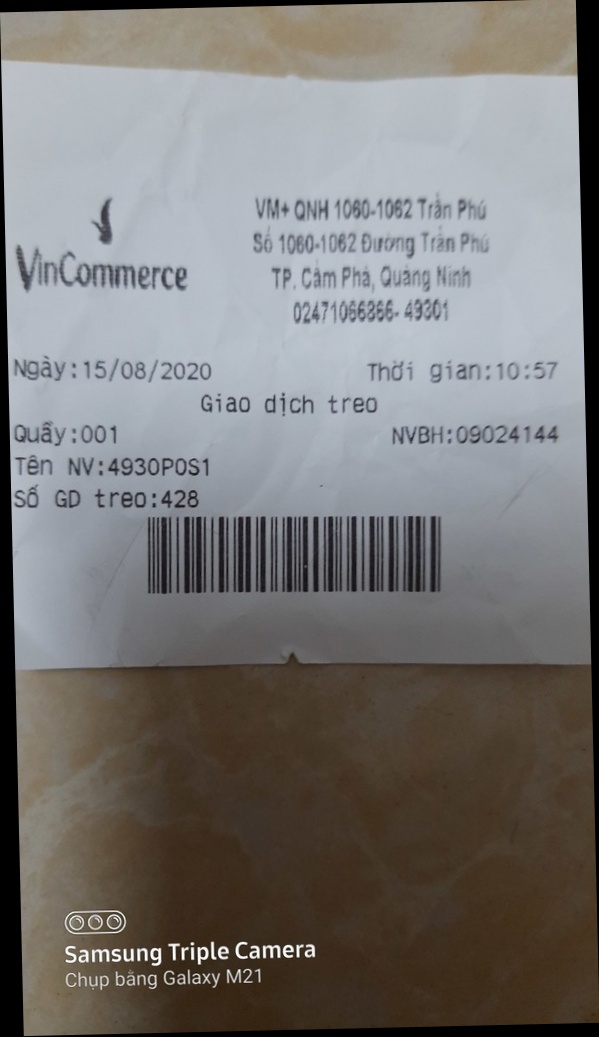 VinCommerce
VM+ QNH 1060-1062 Trần Phú
Số 1060-1062 Đường Trần Phú
TP. Cẩm Phả, Quảng Ninh
02471066866- 49301
Ngày:15/08/2020 Thời gian:10:57
Giao dịch treo
Quầy:001 NVBH:09024144
Tên NV:4930POS1
Số GD treo:428
Samsung Triple Camera
Chụp bằng Galaxy M21